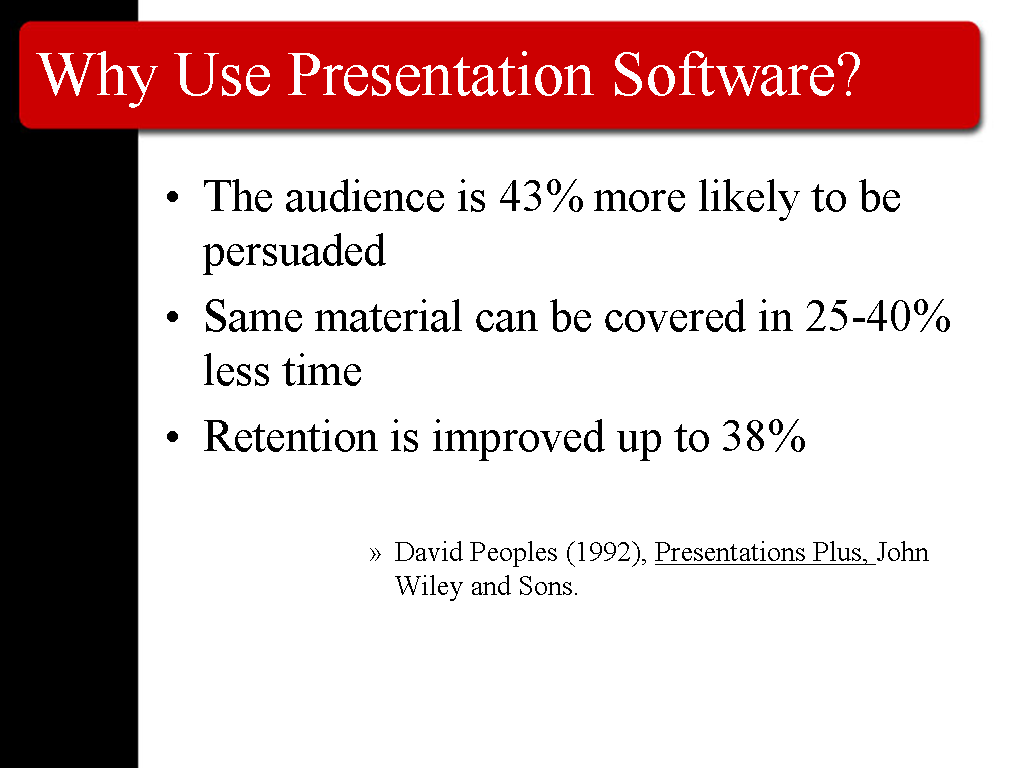 Why Use Presentation Software?
• The audience is 43% more likely to be
persuaded
• Same material can be covered in 25-40%
less time
• Retention is improved up to 38%
» David Peoples (1992), Presentations Plus, John
Wiley and Sons.